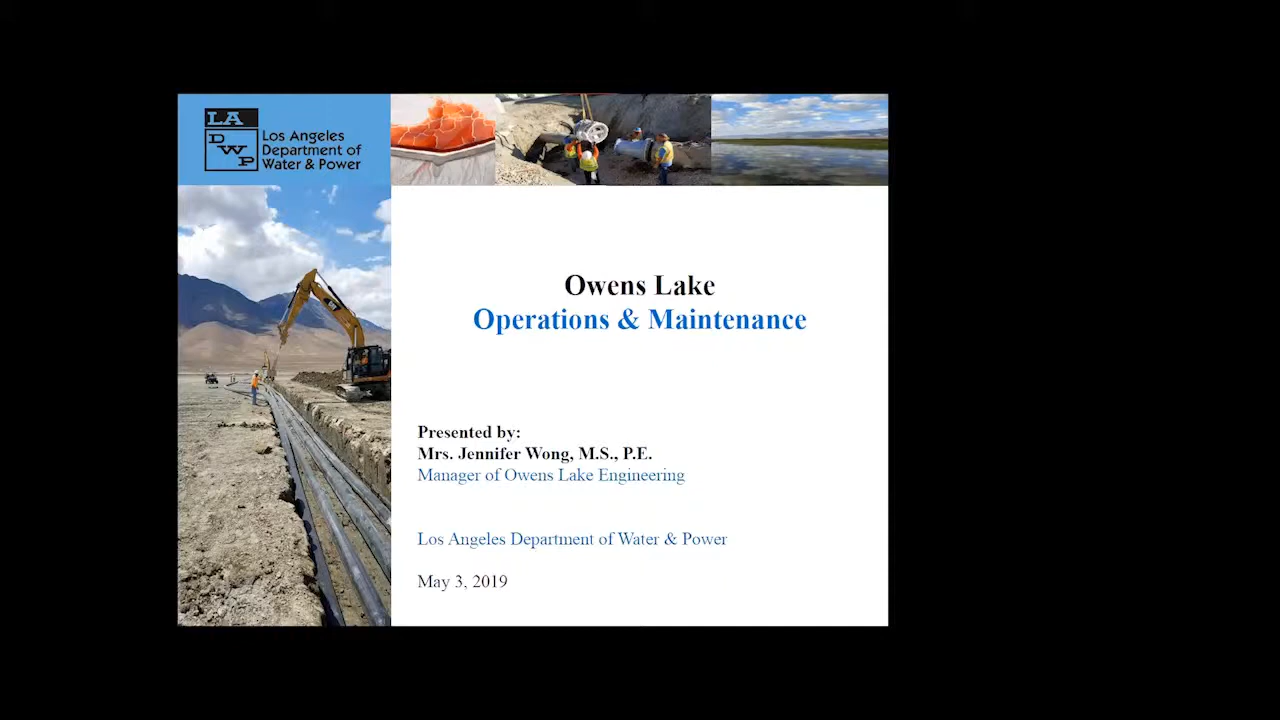 LA
DWP
Los Angeles
Department of
Water & Power
Owens Lake
Operations & Maintenance
Presented by:
Mrs. Jennifer Wong, M.S., P.E.
Manager of Owens Lake Engineering
Los Angeles Department of Water & Power
May 3, 2019